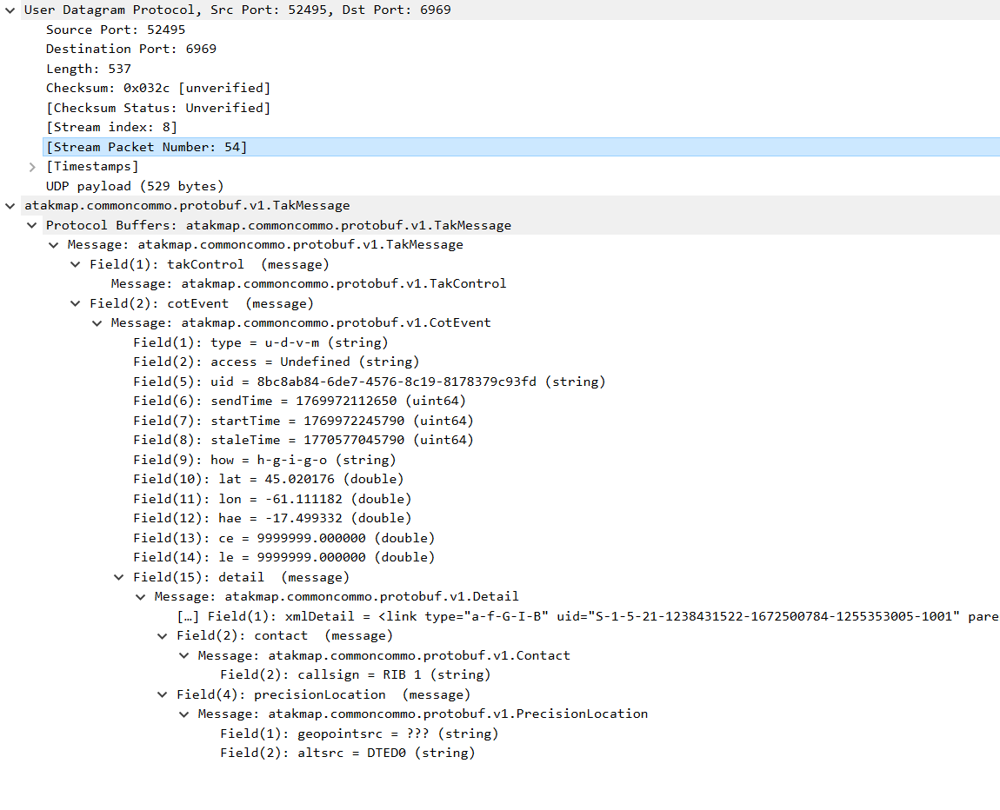 User Datagram Protocol, Src Port: 52495, Dst Port: 6969
Source Port: 52495
Destination Port: 6969
Length: 537
Checksum: 0x032c [unverified]
[Checksum Status: Unverified]
[Stream index: 8]
[Stream Packet Number: 54]
[Timestamps]
UDP payload (529 bytes)
atakmap.commoncommo.protobuf.v1.TakMessage
Protocol Buffers: atakmap.commoncommo.protobuf.v1.TakMessage
Message: atakmap.commoncommo.protobuf.v1.TakMessage
Field(1): takControl  (message)
Message: atakmap.commoncommo.protobuf.v1.TakControl
Field(2): cotEvent  (message)
Message: atakmap.commoncommo.protobuf.v1.CotEvent
Field(1): type = u-d-v-m (string)
Field(2): access = Undefined (string)
Field(5): uid = 8bc8ab84-6de7-4576-8c19-8178379c93fd (string)
Field(6): sendTime = 1769972112650 (uint64)
Field(7): startTime = 1769972245790 (uint64)
Field(8): staleTime = 1770577045790 (uint64)
Field(9): how = h-g-i-g-o (string)
Field(10): lat = 45.020176 (double)
Field(11): lon = -61.111182 (double)
Field(12): hae = -17.499332 (double)
Field(13): ce = 9999999.000000 (double)
Field(14): le = 9999999.000000 (double)
Field(15): detail  (message)
Message: atakmap.commoncommo.protobuf.v1.Detail
[…] Field(1): xmlDetail = <link type="a-f-G-I-B" uid="S-1-5-21-1238431522-1672500784-1255353005-1001" pare
Field(2): contact  (message)
Message: atakmap.commoncommo.protobuf.v1.Contact
Field(2): callsign = RIB 1 (string)
Field(4): precisionLocation  (message)
Message: atakmap.commoncommo.protobuf.v1.PrecisionLocation
Field(1): geopointsrc = ??? (string)
Field(2): altsrc = DTED0 (string)